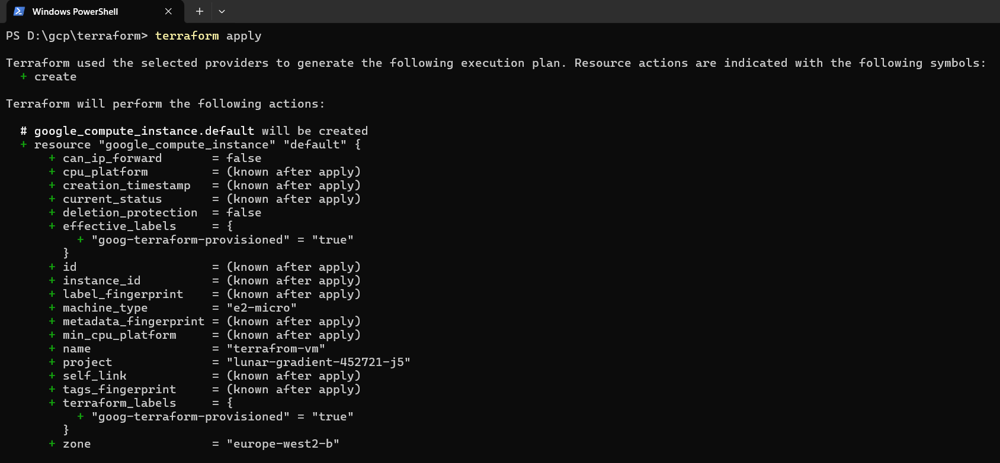 Windows PowerShell
PS D:\gcp\terraform> terraform apply
Terraform used the selected providers to generate the following execution plan. Resource actions are indicated with the following symbols:
+ create
Terraform will perform the following actions:
# google_compute_instance.default will be created
+ resource "google_compute_instance" "default" {
+ can_ip_forward = false
+ cpu_platform = (known after apply)
+ creation_timestamp = (known after apply)
+ current_status = (known after apply)
+ deletion_protection = false
+ effective_labels = {
+ "goog-terraform-provisioned" = "true"
}
+ id = (known after apply)
+ instance_id = (known after apply)
+ label_fingerprint = (known after apply)
+ machine_type = "e2-micro"
+ metadata_fingerprint = (known after apply)
+ min_cpu_platform = (known after apply)
+ name = "terrafrom-vm"
+ project = "lunar-gradient-452721-j5"
+ self_link = (known after apply)
+ tags_fingerprint = (known after apply)
+ terraform_labels = {
+ "goog-terraform-provisioned" = "true"
}
+ zone = "europe-west2-b"